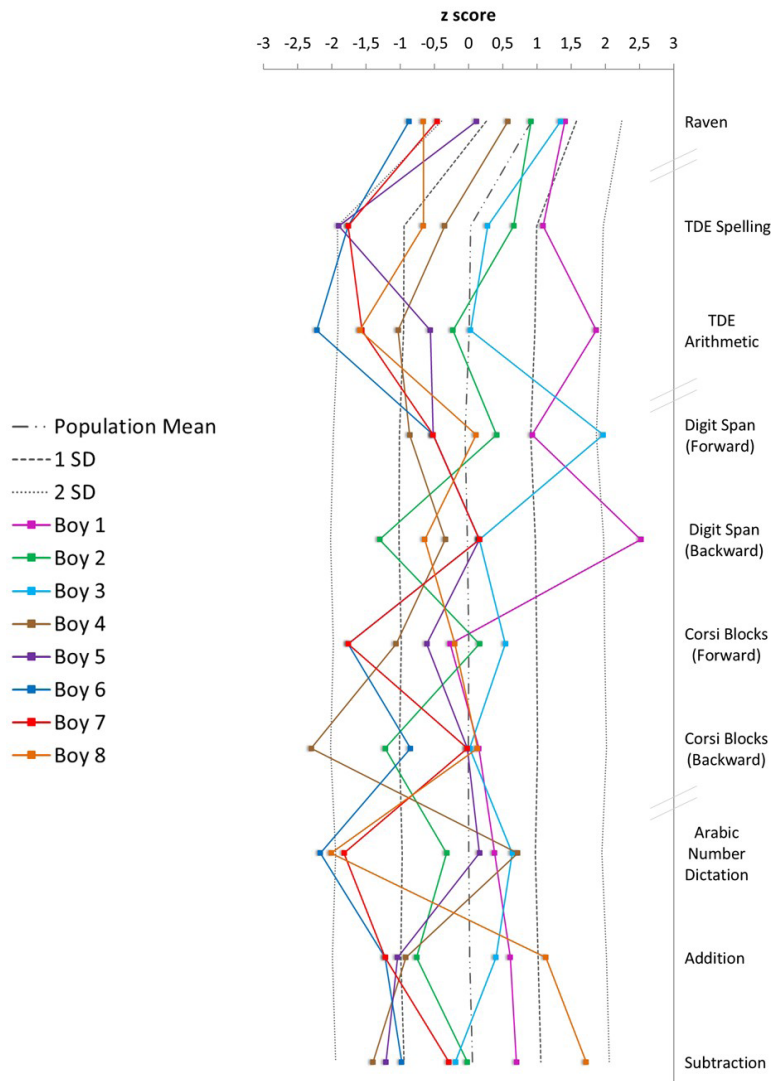 z score
-3 -2,5 -2 -1,5 -1 -0,5 0 0,5 1 1,5 2 2,5 3
Raven
TDE Spelling
TDE
Arithmetic
Digit Span
(Forward)
Digit Span
(Backward)
Corsi Blocks
(Forward)
Corsi Blocks
(Backward)
Arabic
Number
Dictation
Addition
Subtraction
Population Mean
1 SD
2 SD
Boy 1
Boy 2
Boy 3
Boy 4
Boy 5
Boy 6
Boy 7
Boy 8